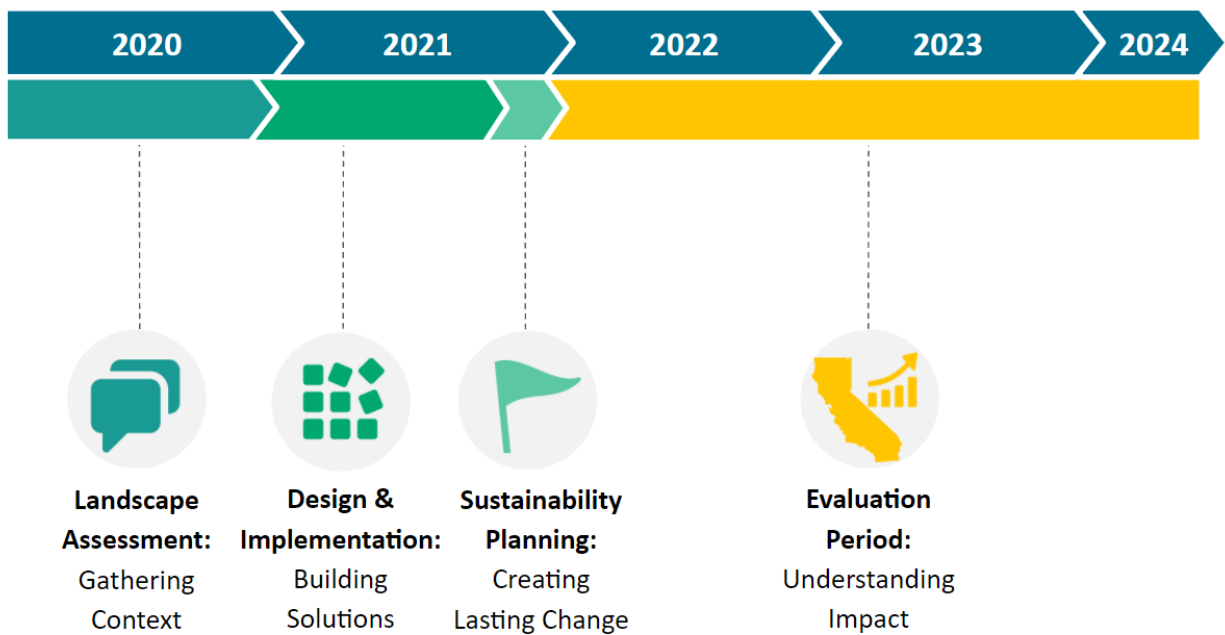 2020
2021
2022
2023
2024
Landscape
Assessment:
Gathering
Context
Design &
Implementation:
Building
Solutions
Sustainability
Planning:
Creating
Lasting Change
Evaluation
Period:
Understanding
Impact